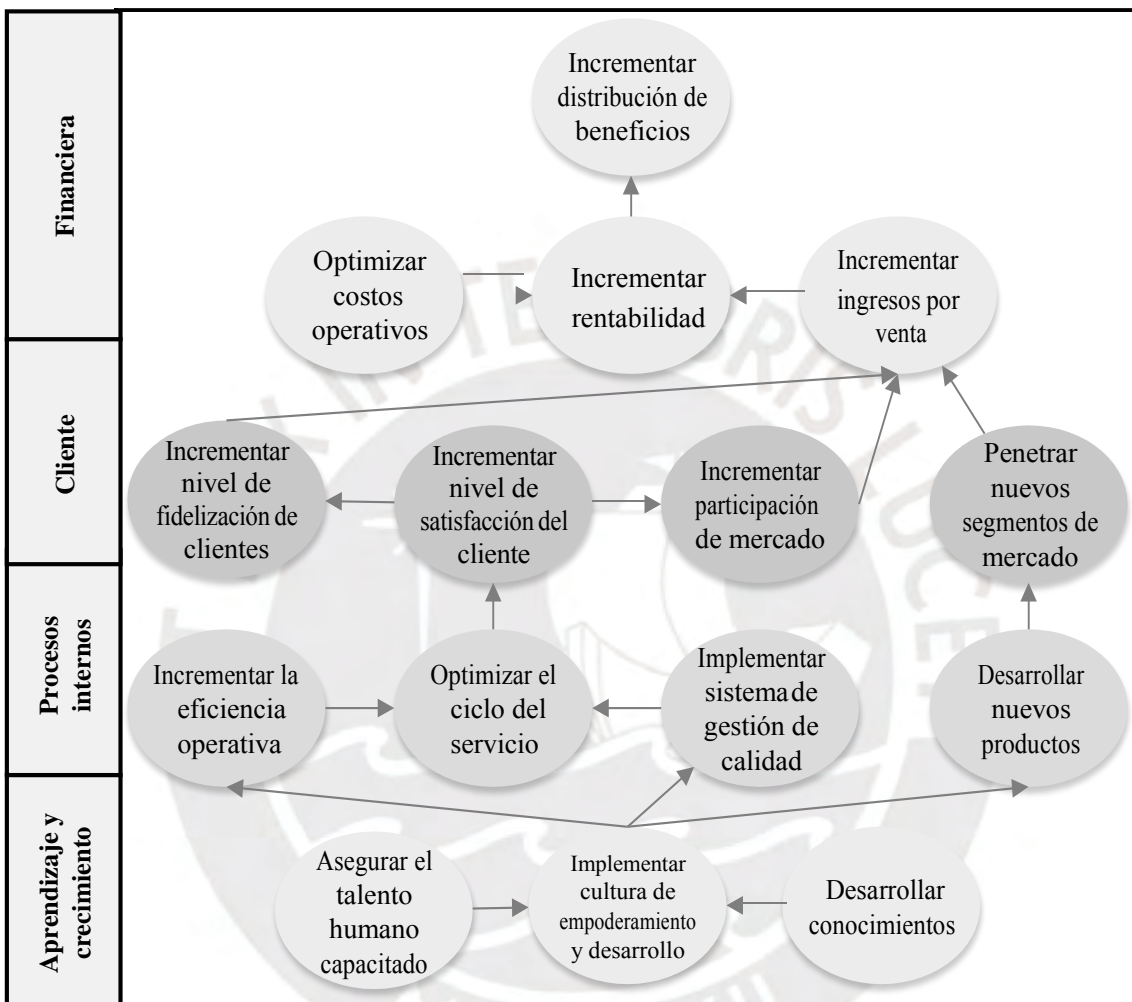 Financiera
Incrementar
distribución de
beneficios
Optimizar
costos
operativos
Incrementar
rentabilidad
Incrementar
ingresos por
venta
Cliente
Incrementar
nivel de
fidelización de
clientes
Incrementar
nivel de
satisfacción del
cliente
Incrementar
participación
de mercado
Penetrar
nuevos
segmentos de
mercado
Procesos
internos
Incrementar la
eficiencia
operativa
Optimizar el
ciclo del
servicio
Implementar
sistema de
gestión de
calidad
Desarrollar
nuevos
productos
Aprendizaje y
crecimiento
Asegurar el
talento
humano
capacitado
Implementar
cultura de
empoderamiento
y desarrollo
Desarrollar
conocimientos